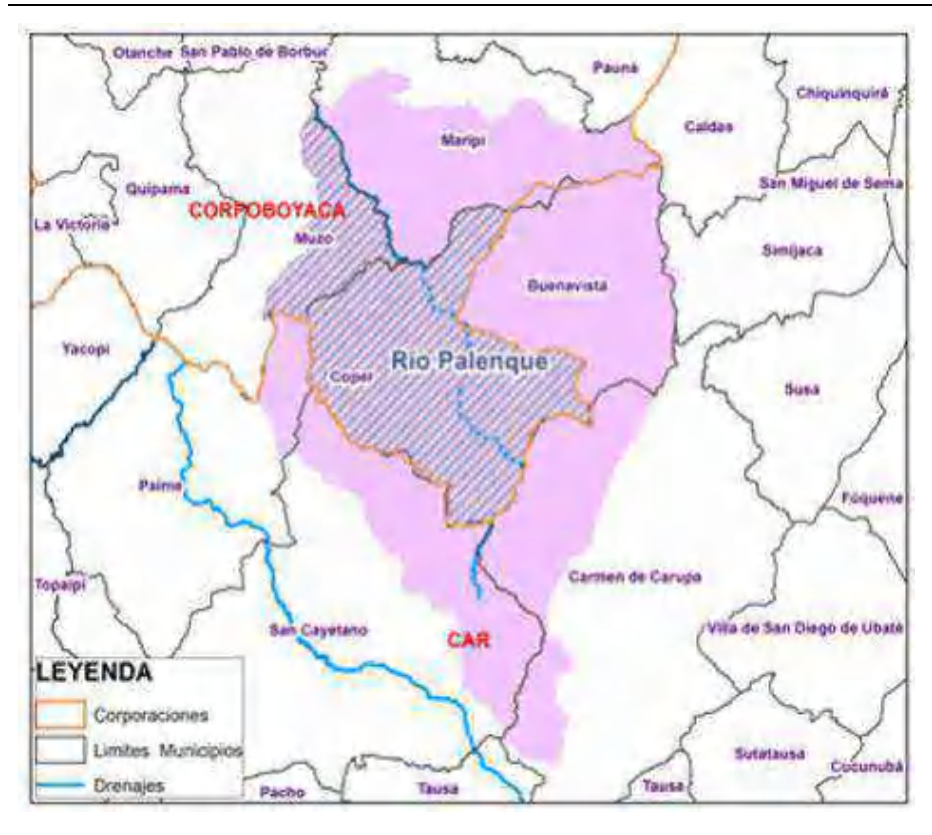 Otanche San Pablo de Borbur
Pauna
Chiquinquirá
Caldas
Maripi
San Miguel de Sema
Quipama
CORPOBOYACA
La Victoria
Muzo
Simijaca
Buenavista
Yacopi
Rio Palenque
Coper
Susa
Paime
Fúquene
Topaipi
Carmen de Carupa
San Cayetano
CAR
Villa de San Diego de Ubaté
LEYENDA
Corporaciones
Limites Municipios
Drenajes
Sutatausa
Cucunubá
Pacho
Tausa
Tausa